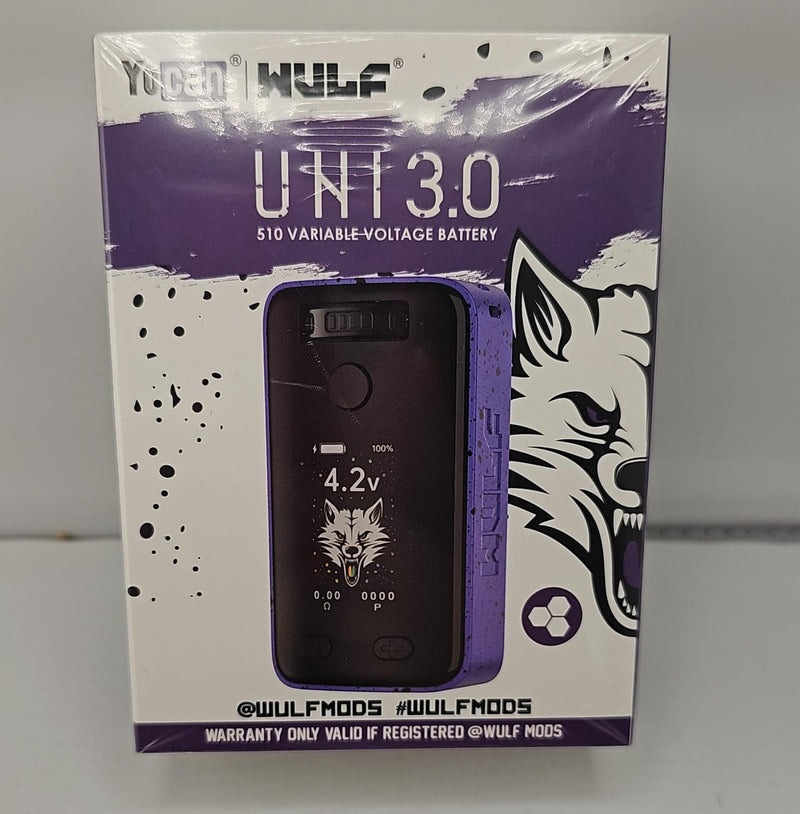 Yocan® | WULF®
UNI 3.0
510 VARIABLE VOLTAGE BATTERY
100%
4.2v
0.00 0000
Ω P
WULF
@WULFMODS #WULFMODS
WARRANTY ONLY VALID IF REGISTERED @WULF MODS